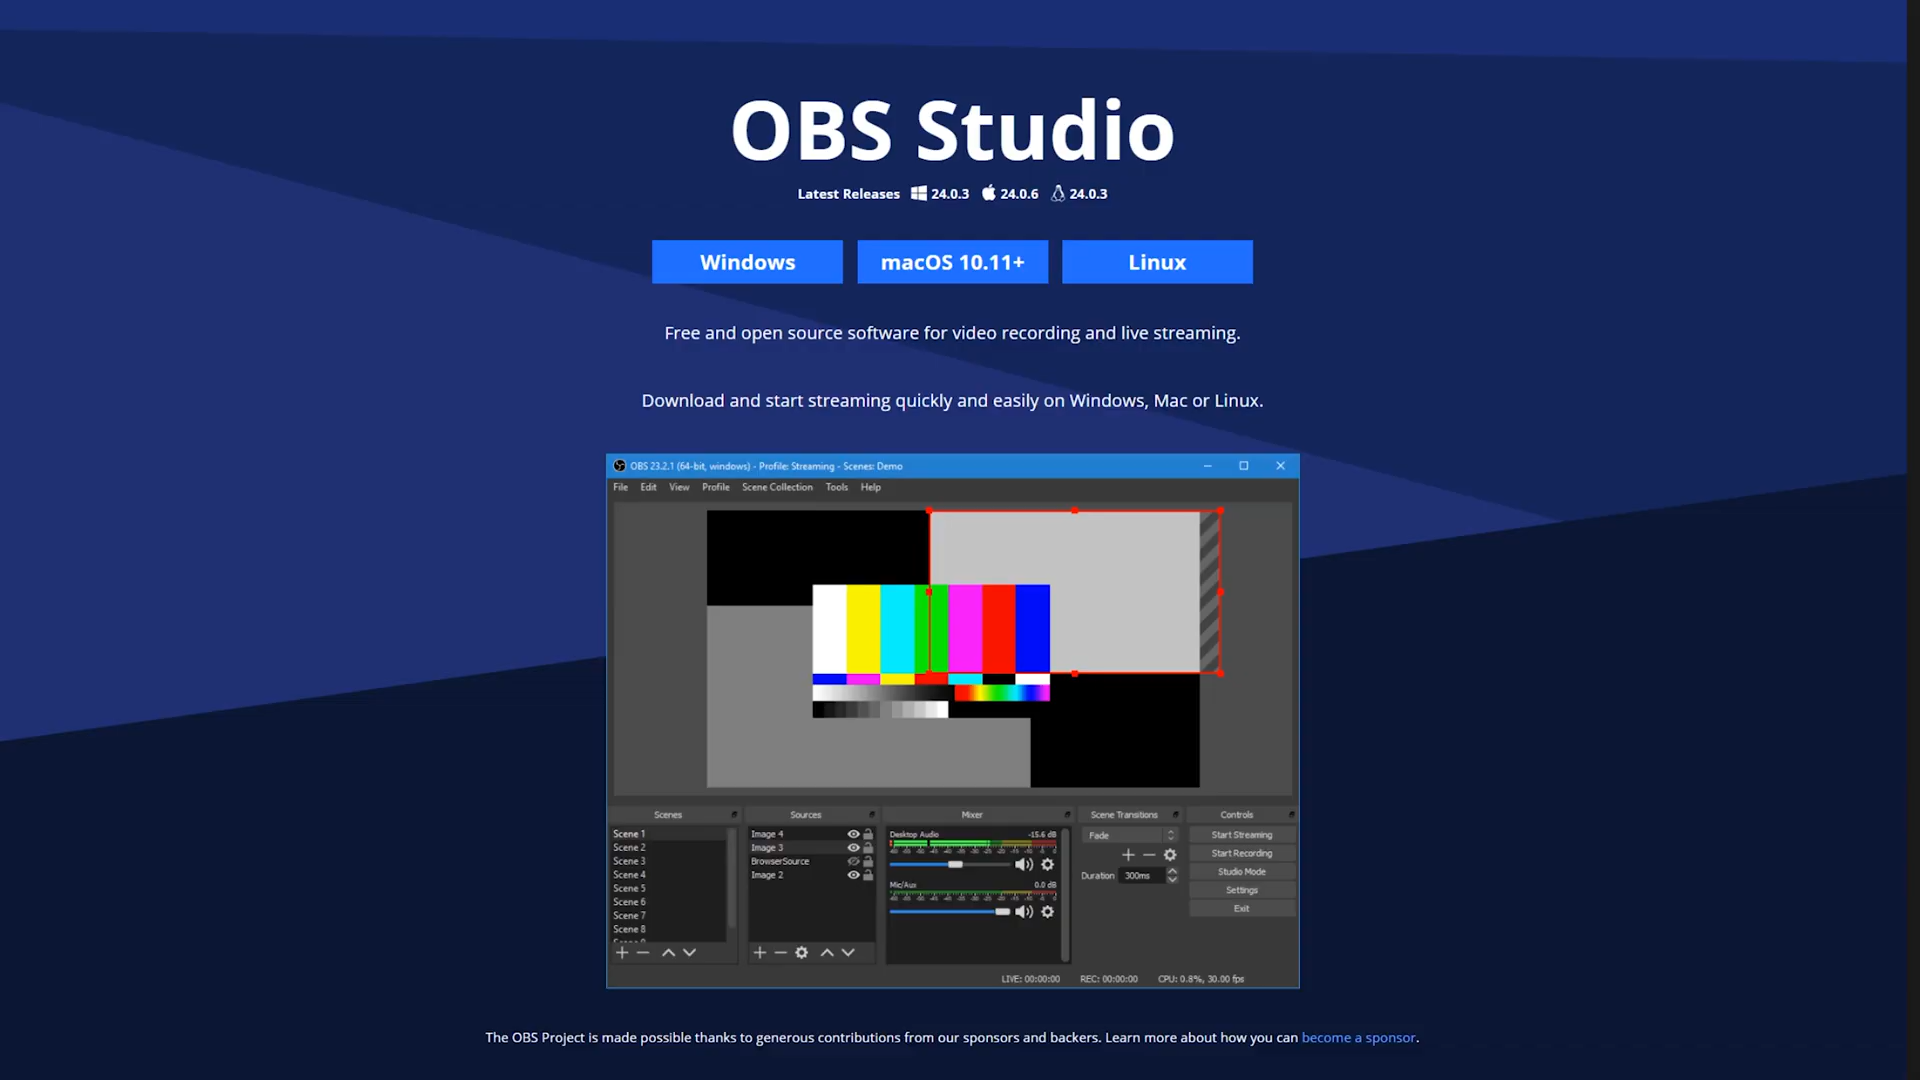 OBS Studio
Latest Releases 24.0.3 24.0.6 24.0.3
Windows macOS 10.11+ Linux
Free and open source software for video recording and live streaming.
Download and start streaming quickly and easily on Windows, Mac or Linux.
OBS 23.2.1 (64-bit, windows) - Profile: Streaming - Scenes: Demo
File Edit View Profile Scene Collection Tools Help
Scenes Sources Mixer Scene Transitions Controls
Scene 1
Scene 2
Scene 3
Scene 4
Scene 5
Scene 6
Scene 7
Scene 8
Image 4
Image 3
BrowserSource
Image 2
Desktop Audio -15.6 dB
Mic/Aux 0.0 dB
Fade
Duration 300ms
Start Streaming
Start Recording
Studio Mode
Settings
Exit
LIVE: 00:00:00 REC: 00:00:00 CPU: 0.8%, 30.00 fps
The OBS Project is made possible thanks to generous contributions from our sponsors and backers. Learn more about how you can become a sponsor.